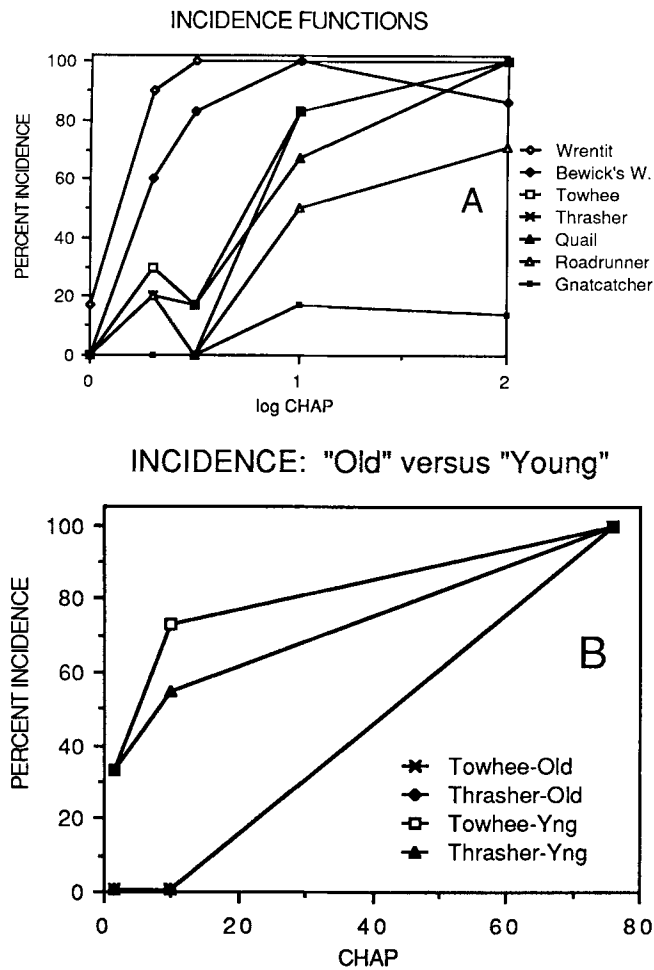 INCIDENCE FUNCTIONS
100
80
60
40
20
0
PERCENT INCIDENCE
0
1
2
log CHAP
A
Wrentit
Bewick's W.
Towhee
Thrasher
Quail
Roadrunner
Gnatcatcher
INCIDENCE: "Old" versus "Young"
100
80
60
40
20
0
PERCENT INCIDENCE
B
Towhee-Old
Thrasher-Old
Towhee-Yng
Thrasher-Yng
0
20
40
60
80
CHAP